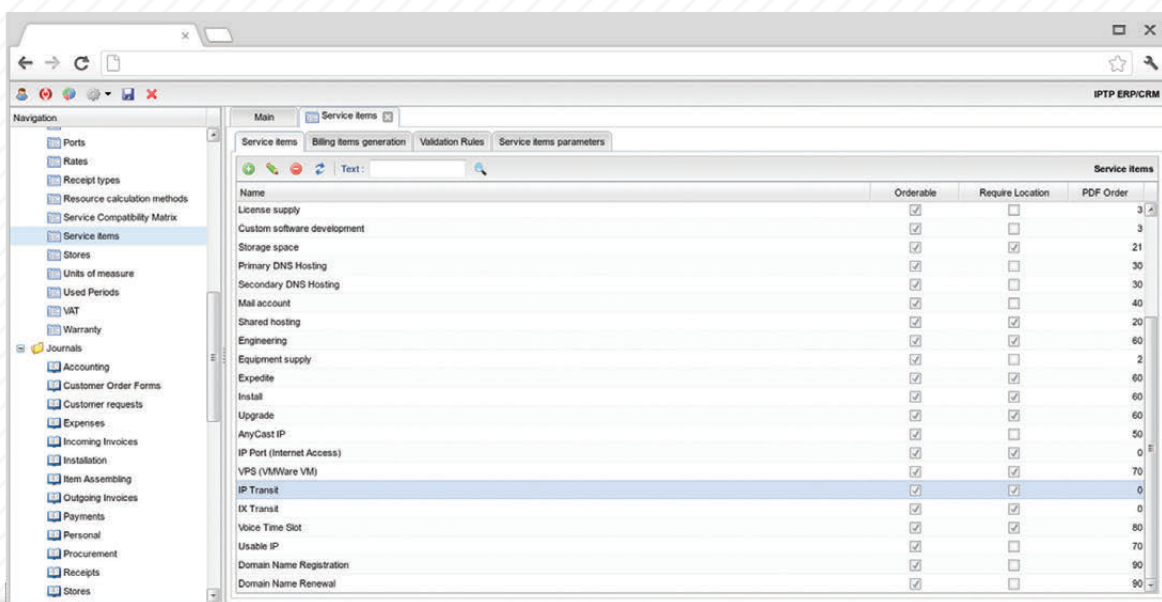 IPTP ERP/CRM
Navigation
Ports
Rates
Receipt types
Resource calculation methods
Service Compatibility Matrix
Service items
Stores
Units of measure
Used Periods
VAT
Warranty
Journals
Accounting
Customer Order Forms
Customer requests
Expenses
Incoming Invoices
Installation
Item Assembling
Outgoing Invoices
Payments
Personal
Procurement
Receipts
Stores
Main Service items
Service items Billing items generation Validation Rules Service items parameters
Text: Service items
Name Orderable Require Location PDF Order
License supply 3
Custom software development 3
Storage space 21
Primary DNS Hosting 30
Secondary DNS Hosting 30
Mail account 40
Shared hosting 20
Engineering 60
Equipment supply 2
Expedite 60
Install 60
Upgrade 60
AnyCast IP 50
IP Port (Internet Access) 0
VPS (VMWare VM) 70
IP Transit 0
IX Transit 0
Voice Time Slot 80
Usable IP 70
Domain Name Registration 90
Domain Name Renewal 90